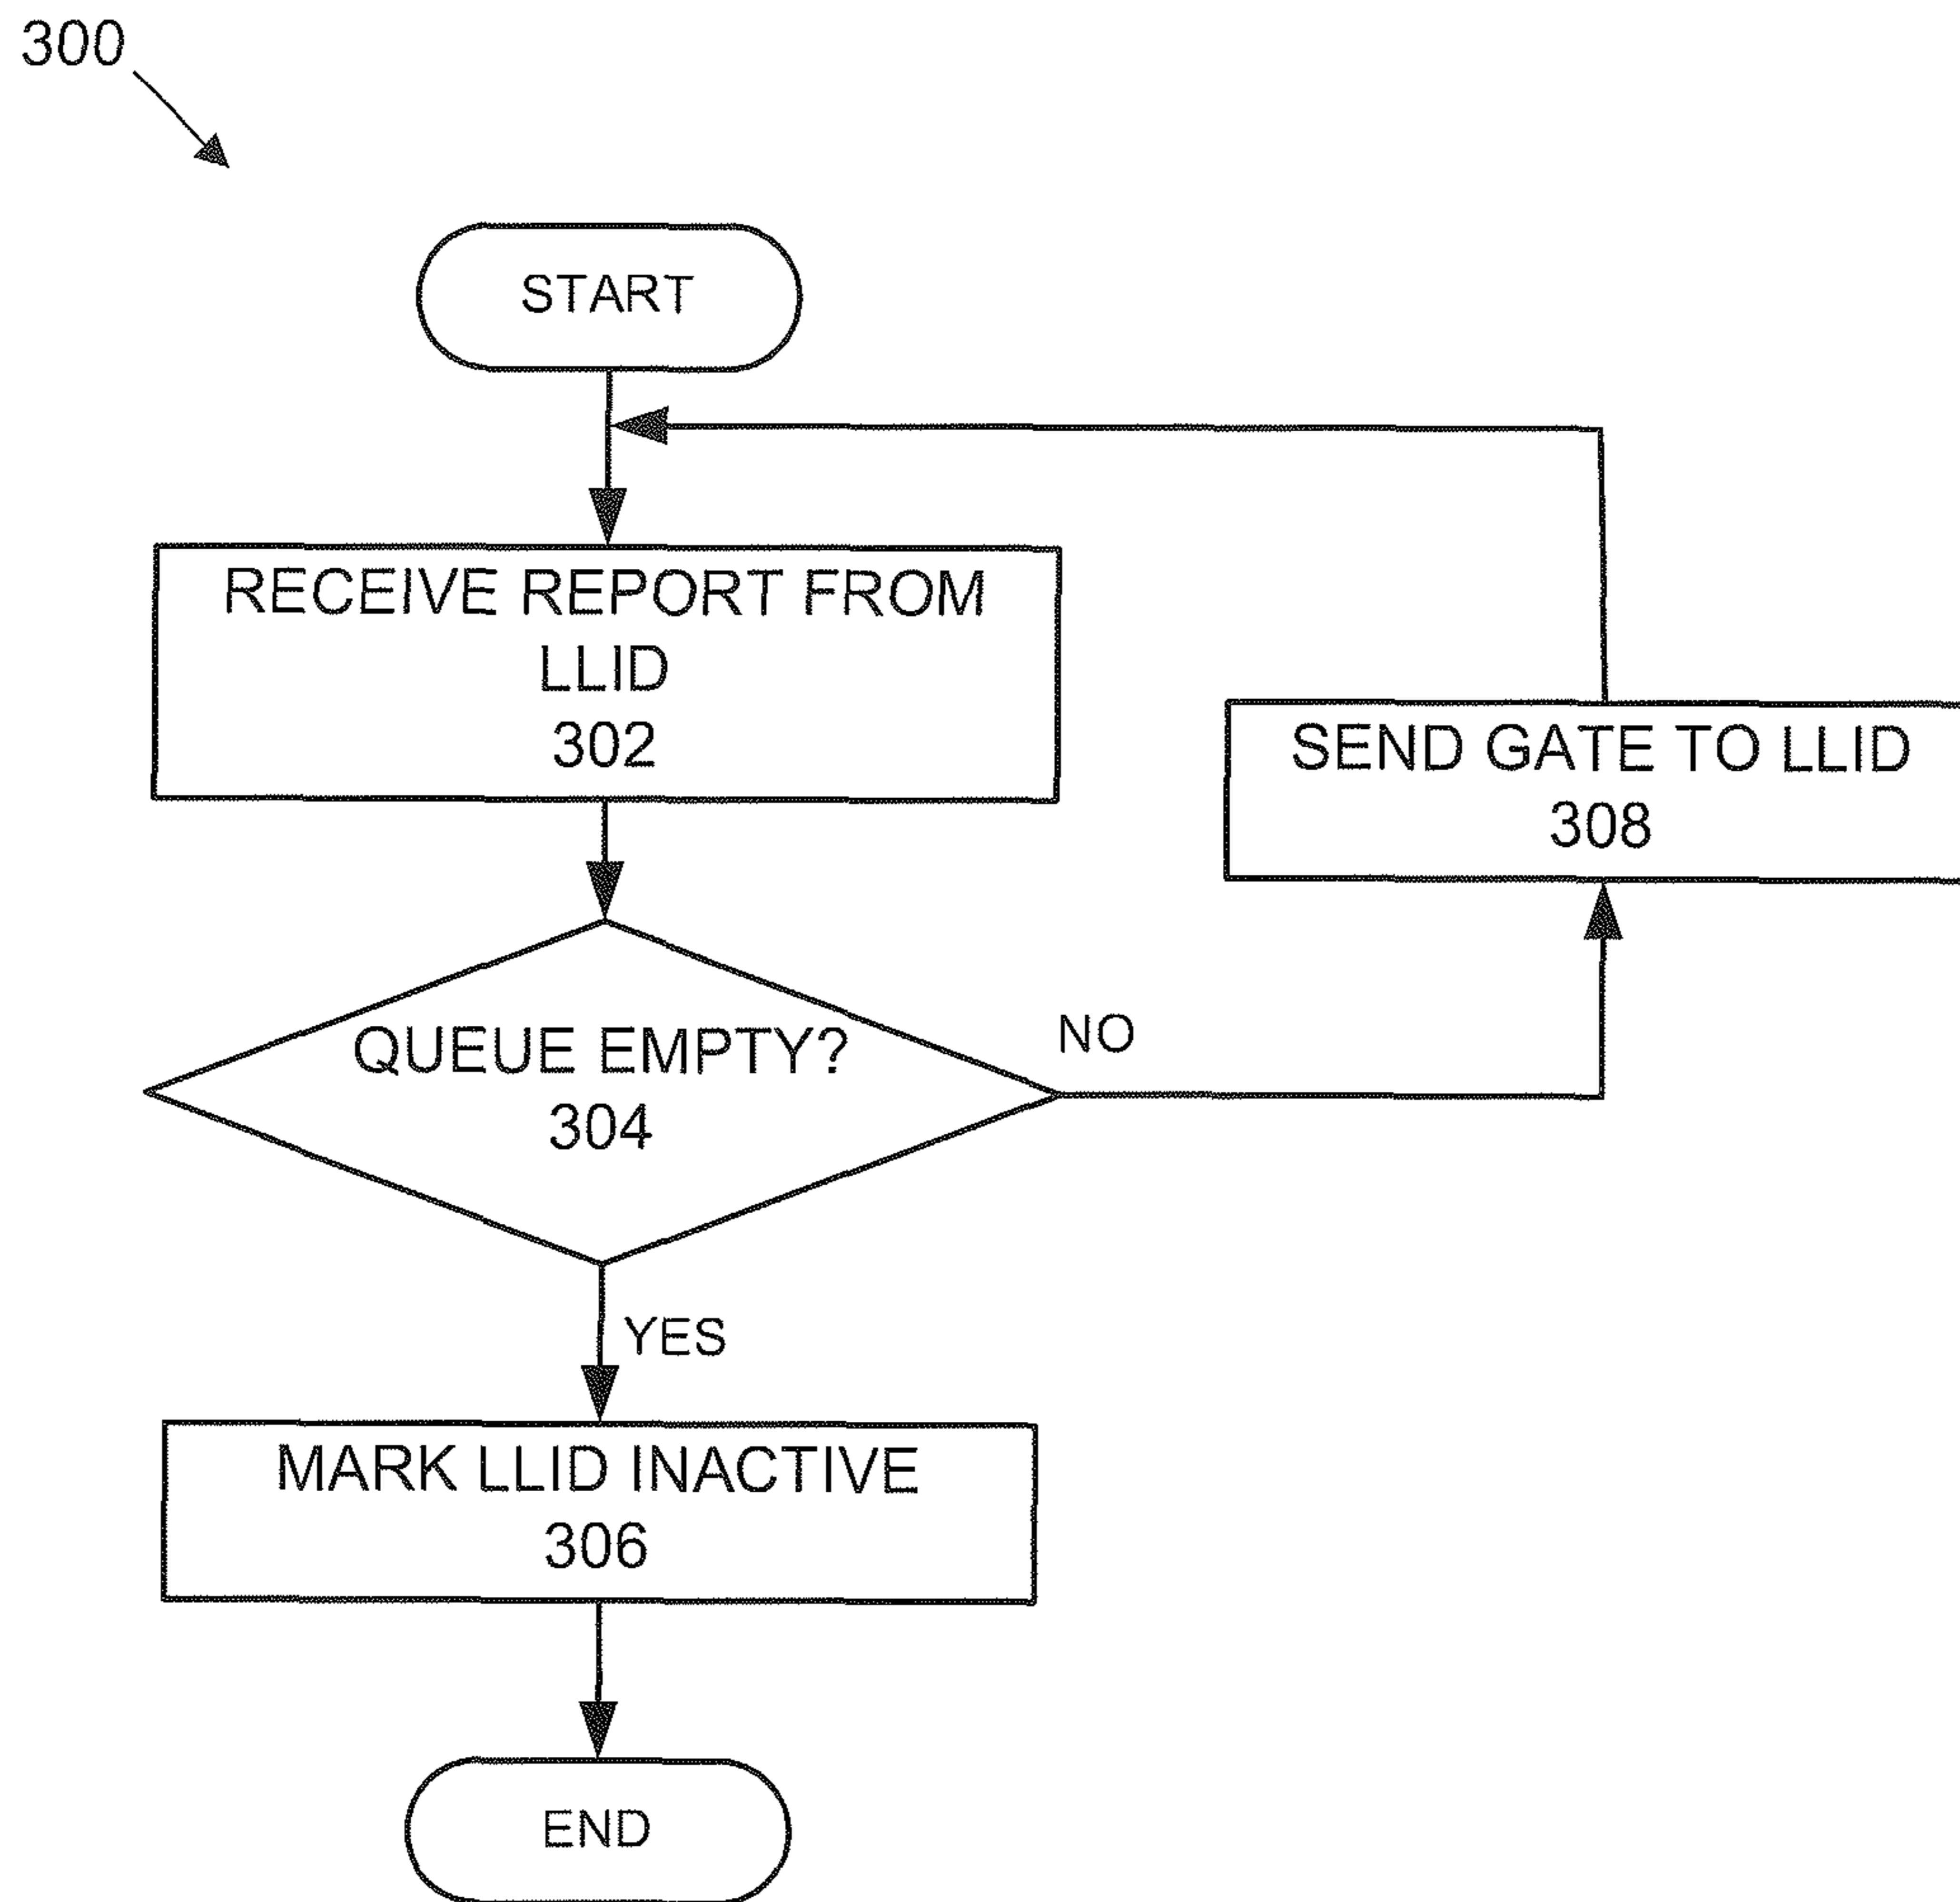 300
START
RECEIVE REPORT FROM
LLID
302
SEND GATE TO LLID
308
QUEUE EMPTY?
304
NO
YES
MARK LLID INACTIVE
306
END